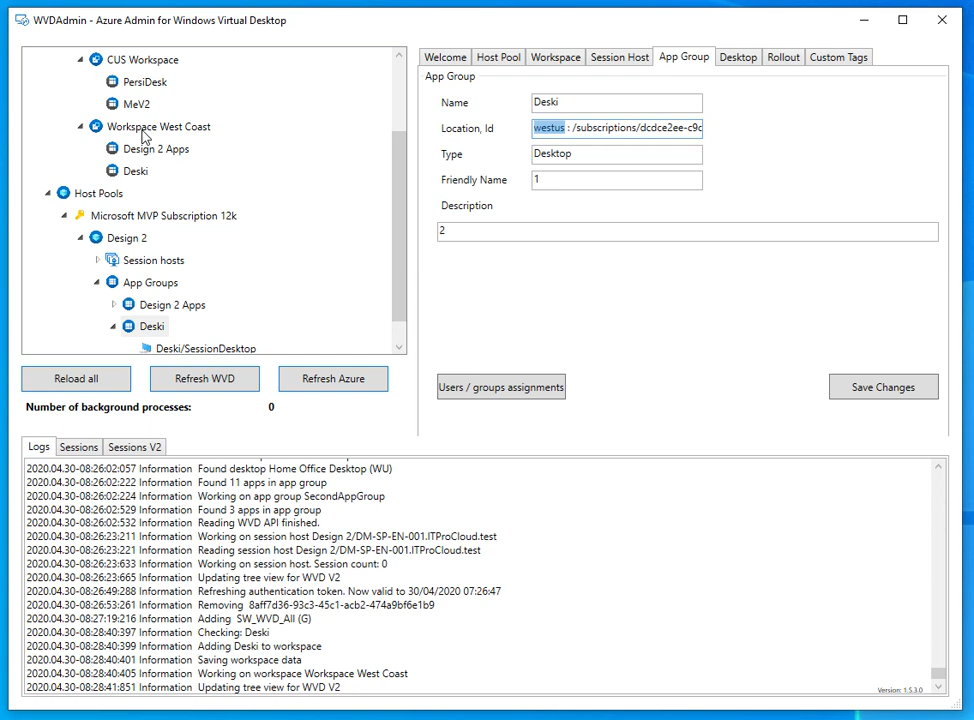 WVDAdmin - Azure Admin for Windows Virtual Desktop
CUS Workspace
PersiDesk
MeV2
Workspace West Coast
Design 2 Apps
Deski
Host Pools
Microsoft MVP Subscription 12k
Design 2
Session hosts
App Groups
Design 2 Apps
Deski
Deski/SessionDesktop
Reload all
Refresh WVD
Refresh Azure
Number of background processes: 0
Welcome
Host Pool
Workspace
Session Host
App Group
Desktop
Rollout
Custom Tags
App Group
Name
Deski
Location, Id
westus : /subscriptions/dcdce2ee-c9c
Type
Desktop
Friendly Name
1
Description
2
Users / groups assignments
Save Changes
Logs
Sessions
Sessions V2
2020.04.30-08:26:02:057 Information Found desktop Home Office Desktop (WU)
2020.04.30-08:26:02:222 Information Found 11 apps in app group
2020.04.30-08:26:02:224 Information Working on app group SecondAppGroup
2020.04.30-08:26:02:529 Information Found 3 apps in app group
2020.04.30-08:26:02:532 Information Reading WVD API finished.
2020.04.30-08:26:23:211 Information Working on session host Design 2/DM-SP-EN-001.ITProCloud.test
2020.04.30-08:26:23:221 Information Reading session host Design 2/DM-SP-EN-001.ITProCloud.test
2020.04.30-08:26:23:633 Information Working on session host. Session count: 0
2020.04.30-08:26:23:665 Information Updating tree view for WVD V2
2020.04.30-08:26:49:288 Information Refreshing authentication token. Now valid to 30/04/2020 07:26:47
2020.04.30-08:26:53:261 Information Removing 8aff7d36-93c3-45c1-acb2-474a9bf6e1b9
2020.04.30-08:27:19:216 Information Adding SW_WVD_All (G)
2020.04.30-08:28:40:397 Information Checking: Deski
2020.04.30-08:28:40:399 Information Adding Deski to workspace
2020.04.30-08:28:40:401 Information Saving workspace data
2020.04.30-08:28:40:405 Information Working on workspace Workspace West Coast
2020.04.30-08:28:41:851 Information Updating tree view for WVD V2
Version: 1.5.3.0